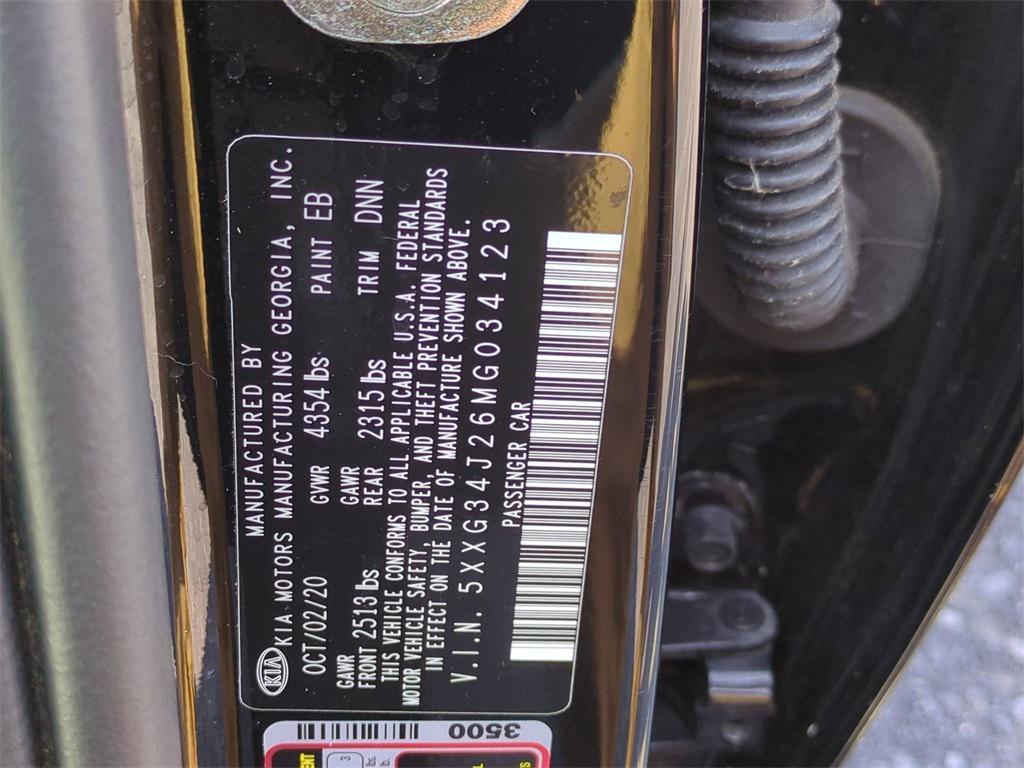 MANUFACTURED BY
KIA KIA MOTORS MANUFACTURING GEORGIA, INC.
OCT/02/20 GVWR 4354 lbs PAINT EB
GAWR GAWR
FRONT 2513 lbs REAR 2315 lbs TRIM DNN
THIS VEHICLE CONFORMS TO ALL APPLICABLE U.S.A. FEDERAL
MOTOR VEHICLE SAFETY, BUMPER, AND THEFT PREVENTION STANDARDS
IN EFFECT ON THE DATE OF MANUFACTURE SHOWN ABOVE.
V.I.N. 5XXG34J26MG034123
PASSENGER CAR
3500